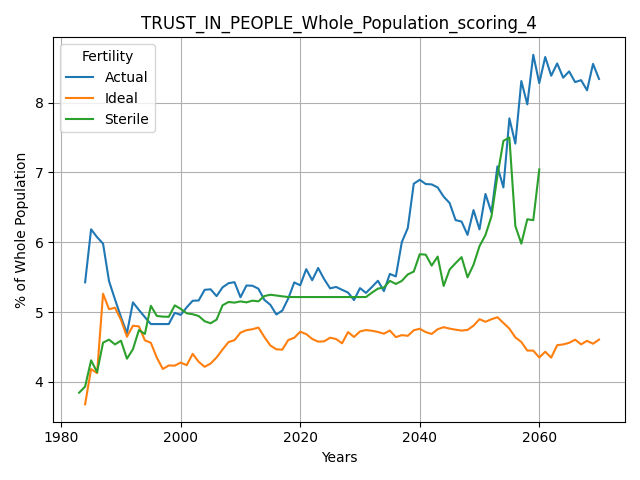 TRUST_IN_PEOPLE_Whole_Population_scoring_4
Fertility
Actual
Ideal
Sterile
% of Whole Population
8
7
6
5
4
1980 2000 2020 2040 2060
Years